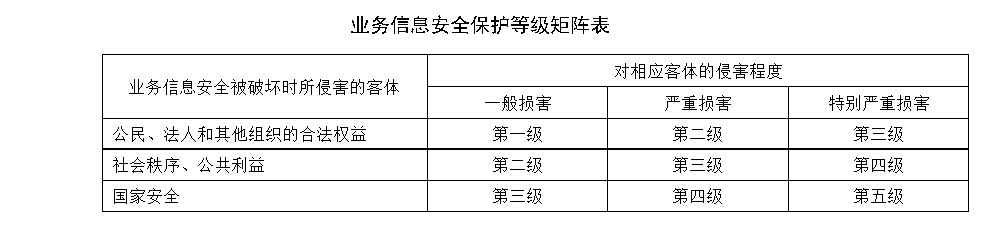 业务信息安全保护等级矩阵表
业务信息安全被破坏时所侵害的客体
对相应客体的侵害程度
一般损害 严重损害 特别严重损害
公民、法人和其他组织的合法权益 第一级 第二级 第三级
社会秩序、公共利益 第二级 第三级 第四级
国家安全 第三级 第四级 第五级